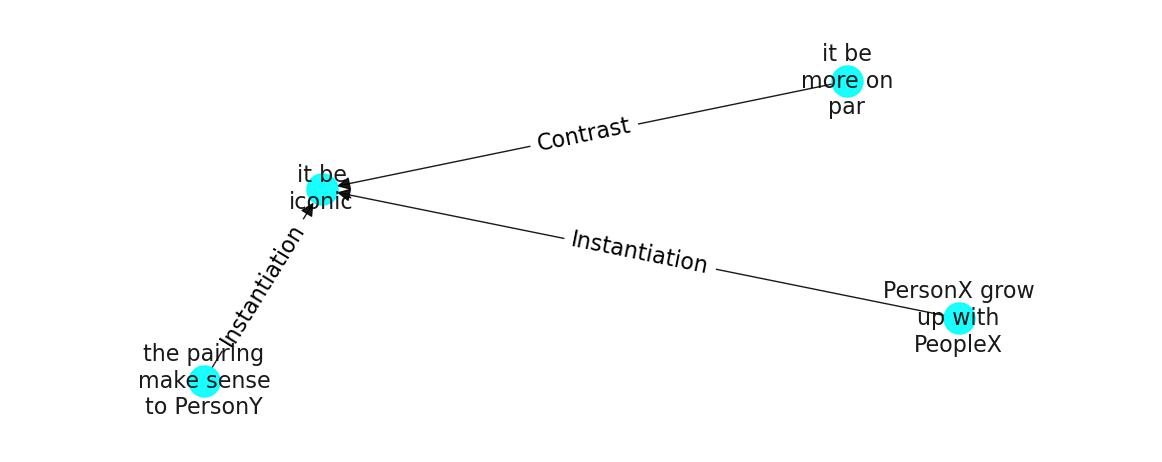 it be
more on
par
Contrast
it be
iconic
Instantiation
Instantiation
PersonX grow
up with
PeopleX
the pairing
make sense
to PersonY